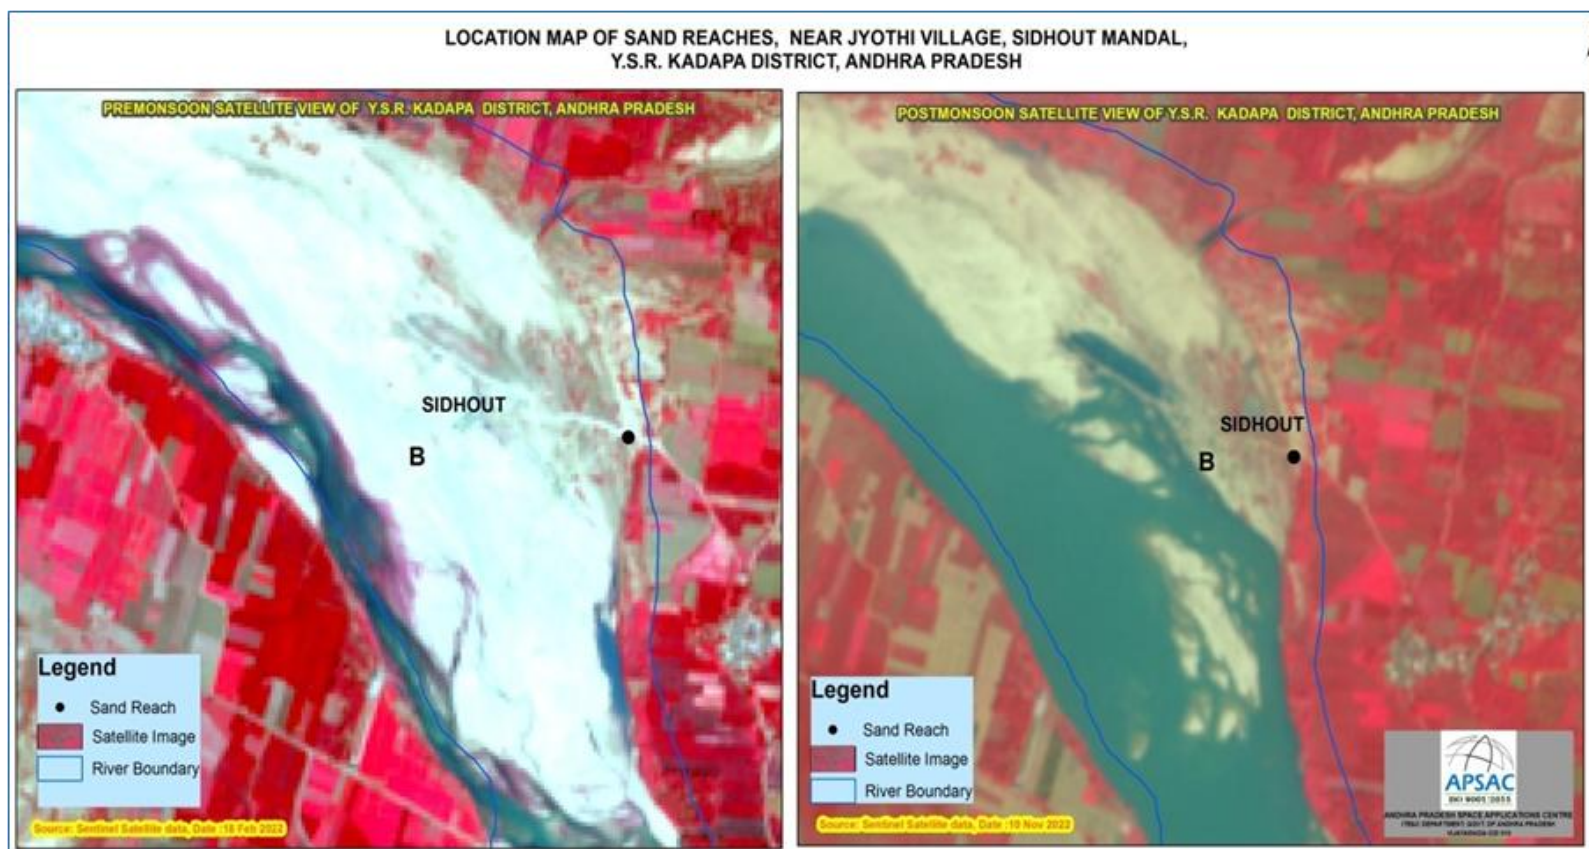 LOCATION MAP OF SAND REACHES, NEAR JYOTHI VILLAGE, SIDHOUT MANDAL,
Y.S.R. KADAPA DISTRICT, ANDHRA PRADESH
PREMONSOON SATELLITE VIEW OF Y.S.R. KADAPA DISTRICT, ANDHRA PRADESH
SIDHOUT
B
Legend
Sand Reach
Satellite Image
River Boundary
Source: Sentinel Satellite data, Date :18 Feb 2022
POSTMONSOON SATELLITE VIEW OF Y.S.R. KADAPA DISTRICT, ANDHRA PRADESH
SIDHOUT
B
Legend
Sand Reach
Satellite Image
River Boundary
Source: Sentinel Satellite data, Date :10 Nov 2022
APSAC
ANDHRA PRADESH SPACE APPLICATIONS CENTRE